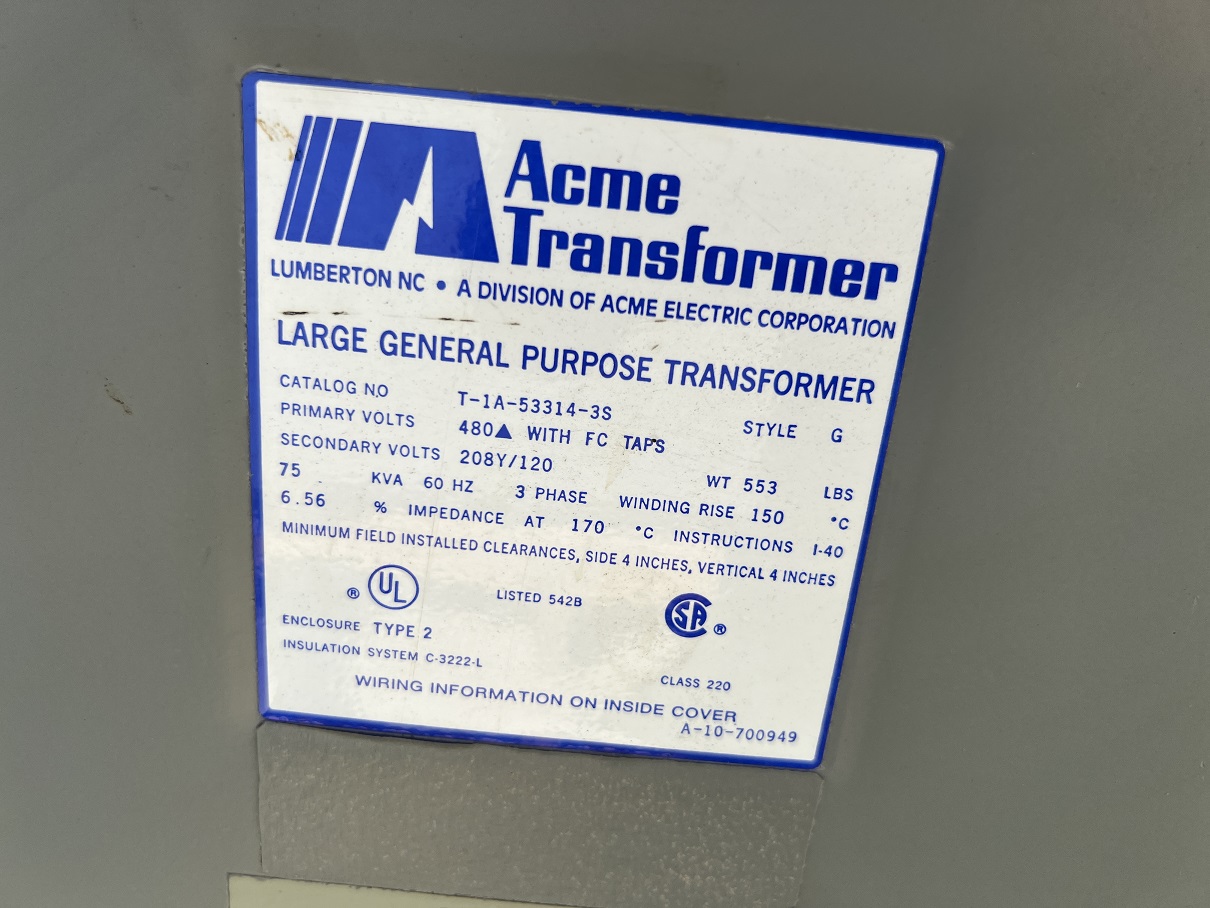 Acme
Transformer
LUMBERTON NC • A DIVISION OF ACME ELECTRIC CORPORATION
LARGE GENERAL PURPOSE TRANSFORMER
CATALOG NO T-1A-53314-3S STYLE G
PRIMARY VOLTS 480▲ WITH FC TAPS
SECONDARY VOLTS 208Y/120 WT 553 LBS
75 KVA 60 HZ 3 PHASE WINDING RISE 150 °C
6.56 % IMPEDANCE AT 170 °C INSTRUCTIONS I-40
MINIMUM FIELD INSTALLED CLEARANCES, SIDE 4 INCHES, VERTICAL 4 INCHES
® UL LISTED 542B SA ®
ENCLOSURE TYPE 2
INSULATION SYSTEM C-3222-L CLASS 220
WIRING INFORMATION ON INSIDE COVER
A-10-700949